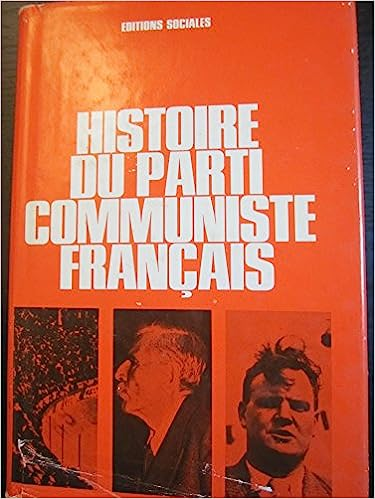 EDITIONS SOCIALES
HISTOIRE
DU PARTI
COMMUNISTE
FRANÇAIS